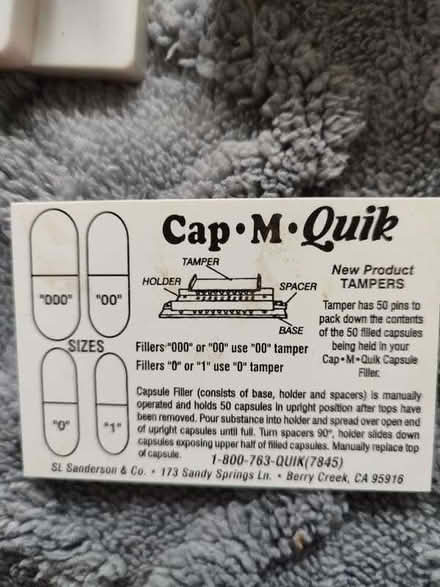 Cap•M•Quik
"000"
"00"
SIZES
"0"
"1"
TAMPER
HOLDER
SPACER
BASE
Fillers "000" or "00" use "00" tamper
Fillers "0" or "1" use "0" tamper
New Product
TAMPERS
Tamper has 50 pins to
pack down the contents
of the 50 filled capsules
being held in your
Cap•M•Quik Capsule
Filler.
Capsule Filler (consists of base, holder and spacers) is manually
operated and holds 50 capsules in upright position after tops have
been removed. Pour substance into holder and spread over open end
of upright capsules until full. Turn spacers 90°, holder slides down
capsules exposing upper half of filled capsules. Manually replace top
of capsule.
1-800-763-QUIK(7845)
SL Sanderson & Co. • 173 Sandy Springs Ln. • Berry Creek, CA 95916